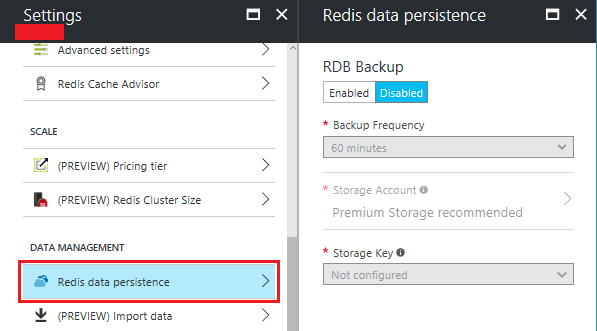 Settings
Advanced settings
Redis Cache Advisor
SCALE
(PREVIEW) Pricing tier
(PREVIEW) Redis Cluster Size
DATA MANAGEMENT
Redis data persistence
(PREVIEW) Import data
Redis data persistence
RDB Backup
Enabled Disabled
* Backup Frequency
60 minutes
* Storage Account
Premium Storage recommended
* Storage Key
Not configured